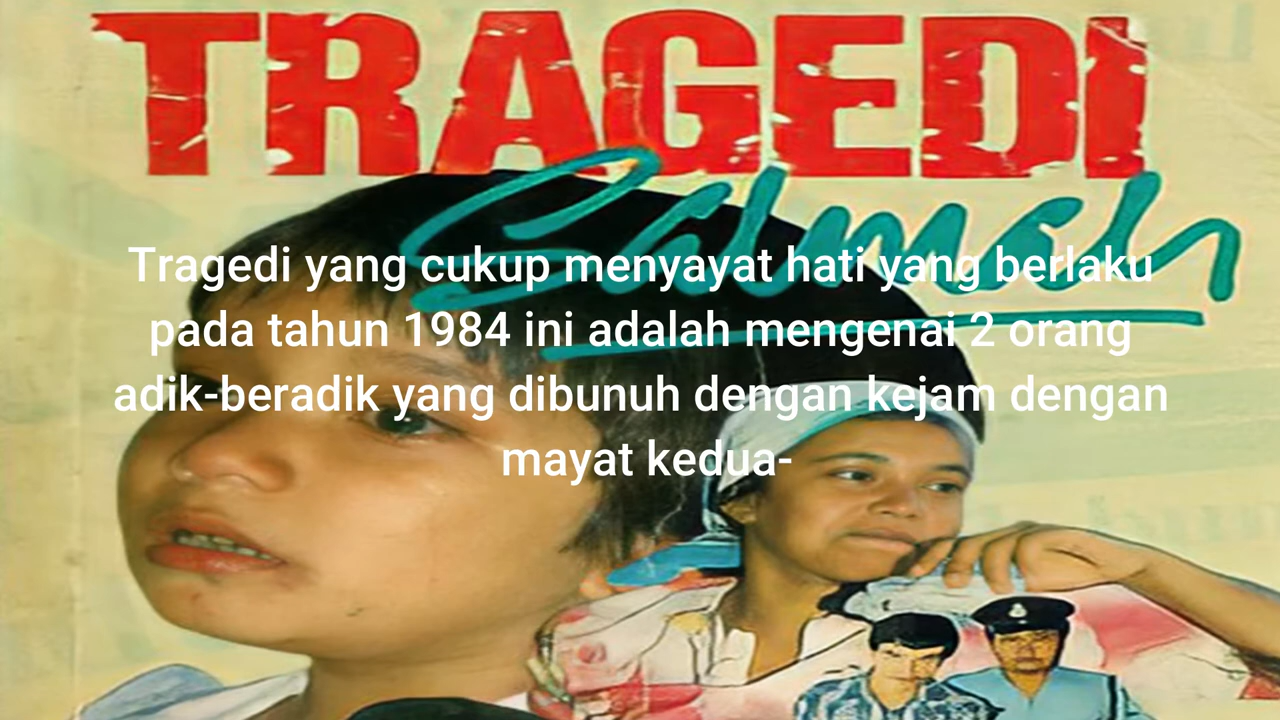 TRAGEDI
Salmah
Tragedi yang cukup menyayat hati yang berlaku
pada tahun 1984 ini adalah mengenai 2 orang
adik-beradik yang dibunuh dengan kejam dengan
mayat kedua-